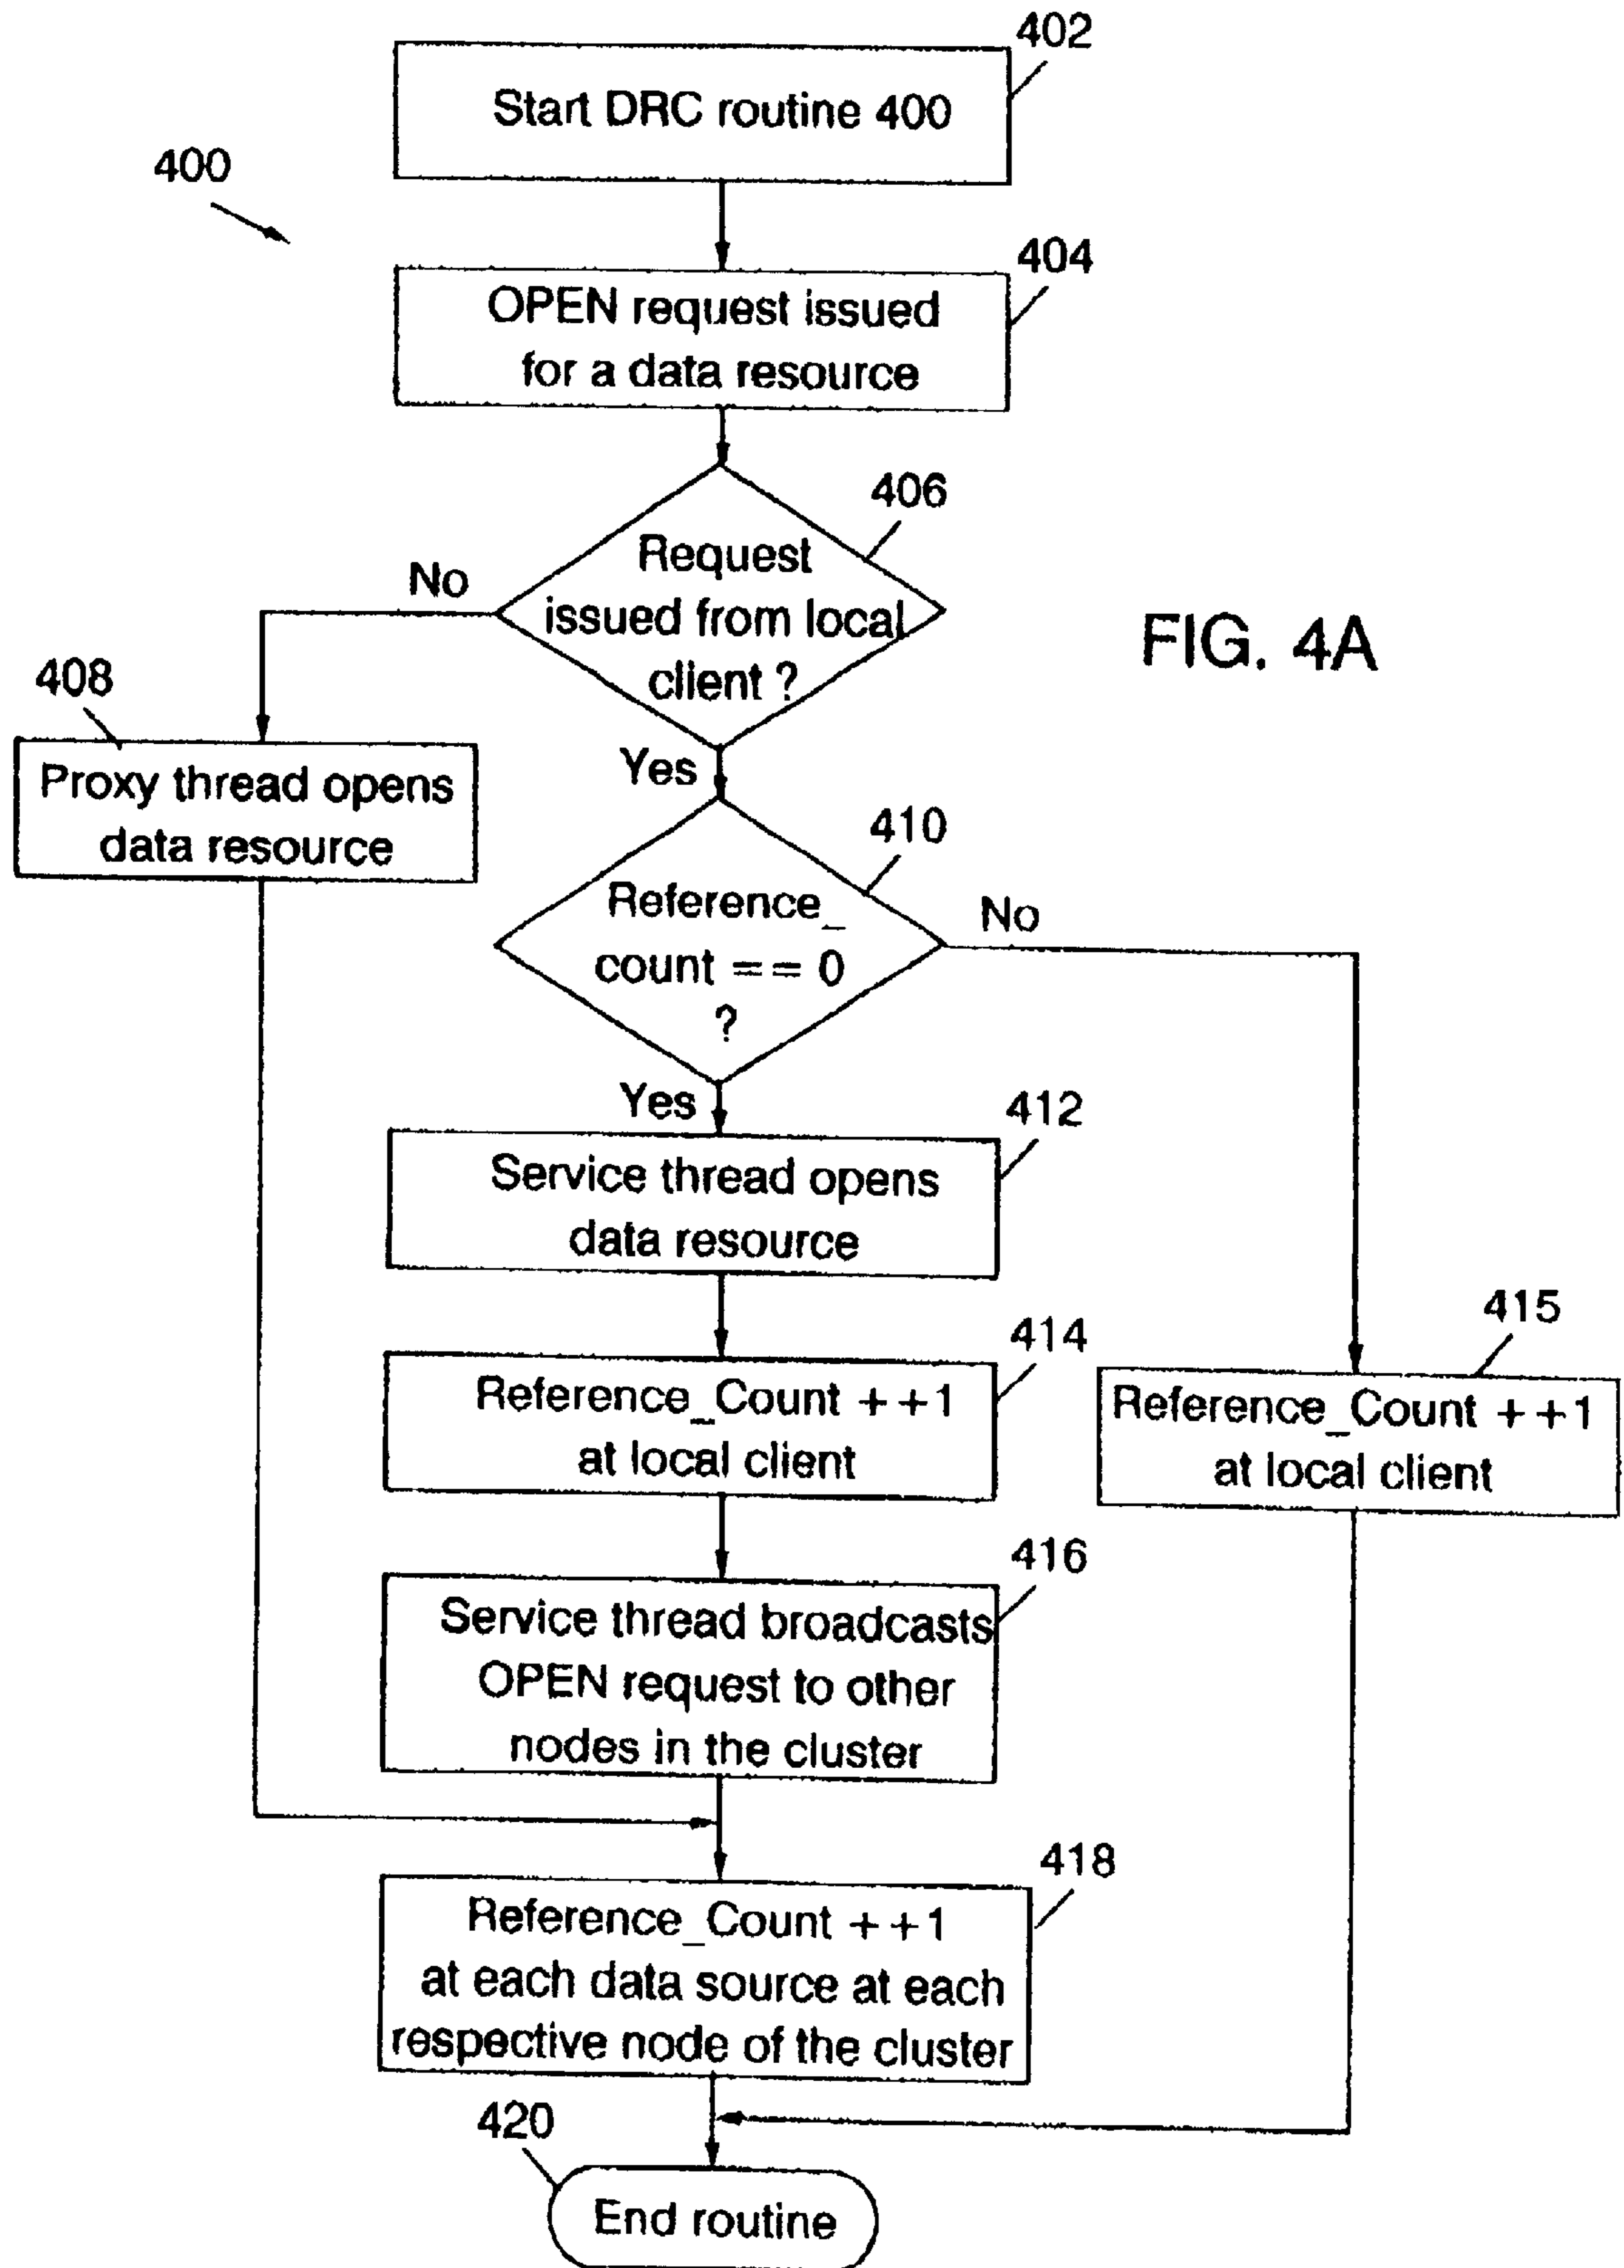 402
Start DRC routine 400
400
404
OPEN request issued
for a data resource
406
Request
issued from local
client ?
No
FIG. 4A
408
Proxy thread opens
data resource
Yes
410
Reference_
count = = 0
?
No
Yes
412
Service thread opens
data resource
414
Reference_Count + +1
at local client
415
Reference_Count + +1
at local client
416
Service thread broadcasts
OPEN request to other
nodes in the cluster
418
Reference_Count + +1
at each data source at each
respective node of the cluster
420
End routine